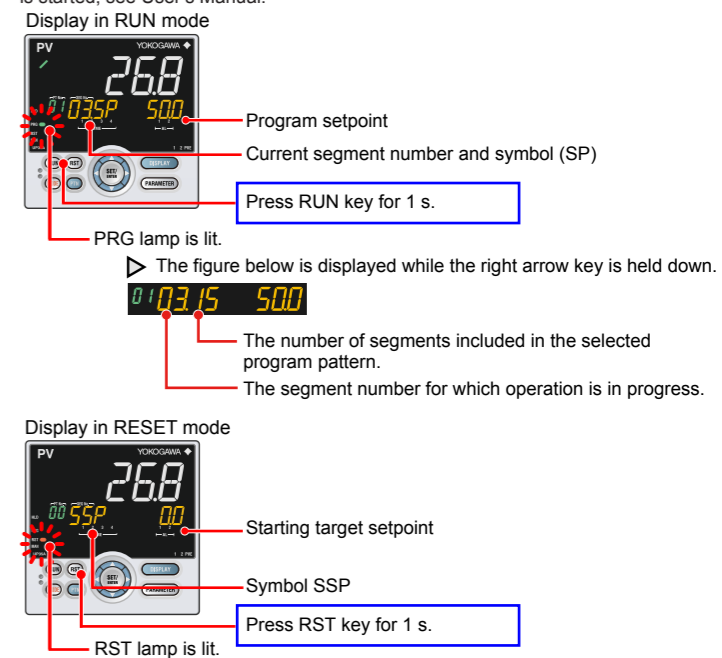 is started, see User's Manual.
Display in RUN mode
PV
YOKOGAWA
26.8
01 03.SP 50.0
Program setpoint
Current segment number and symbol (SP)
RST
DISPLAY
SET/
ENTER
PARAMETER
Press RUN key for 1 s.
PRG lamp is lit.
The figure below is displayed while the right arrow key is held down.
01 03.15 50.0
The number of segments included in the selected
program pattern.
The segment number for which operation is in progress.
Display in RESET mode
PV
YOKOGAWA
26.8
00 SSP 0.0
Starting target setpoint
DISPLAY
SET/
ENTER
PARAMETER
Symbol SSP
Press RST key for 1 s.
RST lamp is lit.